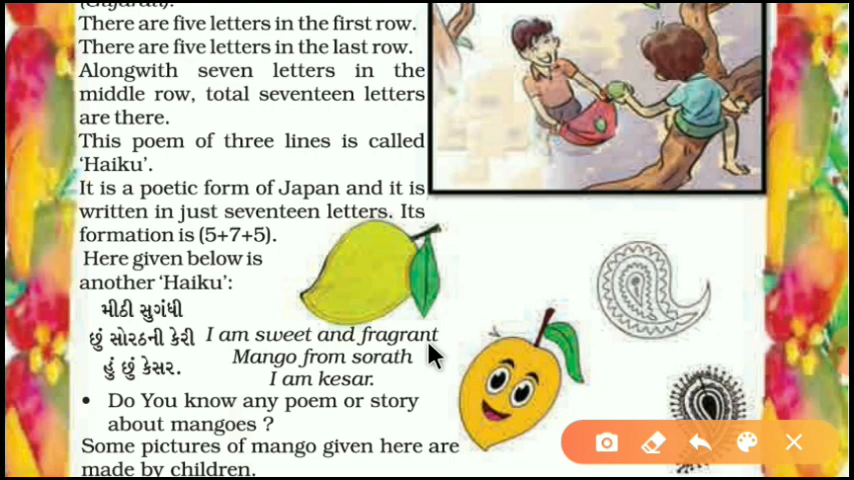 (Gujarati).
There are five letters in the first row.
There are five letters in the last row.
Alongwith seven letters in the
middle row, total seventeen letters
are there.
This poem of three lines is called
‘Haiku’.
It is a poetic form of Japan and it is
written in just seventeen letters. Its
formation is (5+7+5).
Here given below is
another ‘Haiku’:
મીઠી સુગંધી
છું સોરઠની કેરી
હું છું કેસર.
I am sweet and fragrant
Mango from sorath
I am kesar.
• Do You know any poem or story
about mangoes ?
Some pictures of mango given here are
made by children.